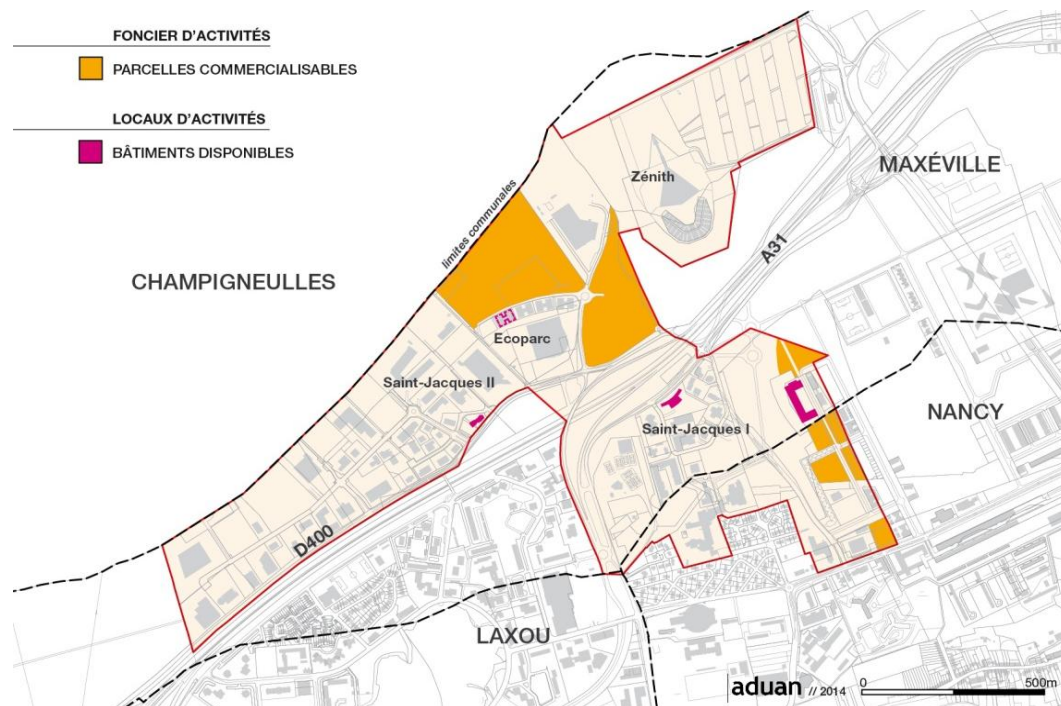 FONCIER D'ACTIVITÉS
PARCELLES COMMERCIALISABLES
LOCAUX D'ACTIVITÉS
BÂTIMENTS DISPONIBLES
MAXÉVILLE
Zénith
limites communales
A31
CHAMPIGNEULLES
Ecoparc
Saint-Jacques II
NANCY
Saint-Jacques I
D400
LAXOU
aduan // 2014
0 500m